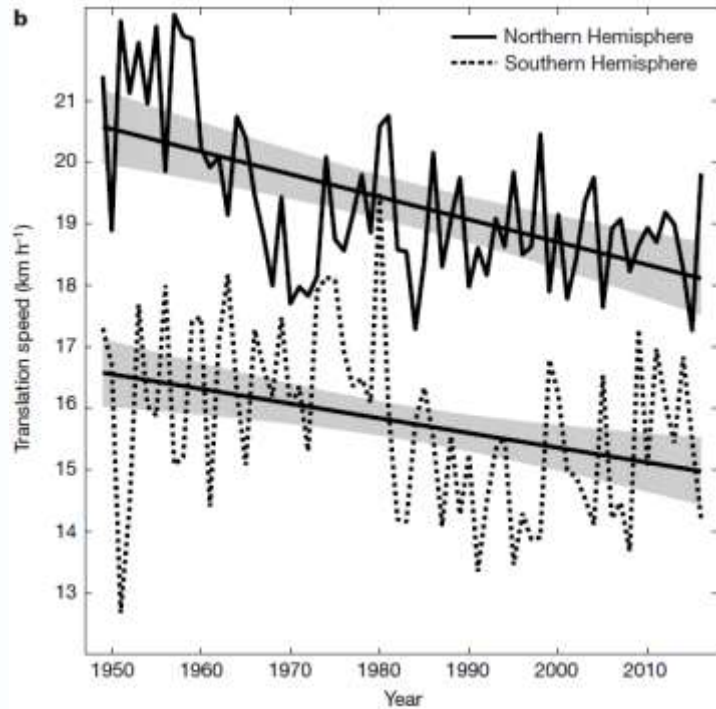 b
Northern Hemisphere
Southern Hemisphere
Translation speed (km h⁻¹)
21
20
19
18
17
16
15
14
13
1950 1960 1970 1980 1990 2000 2010
Year